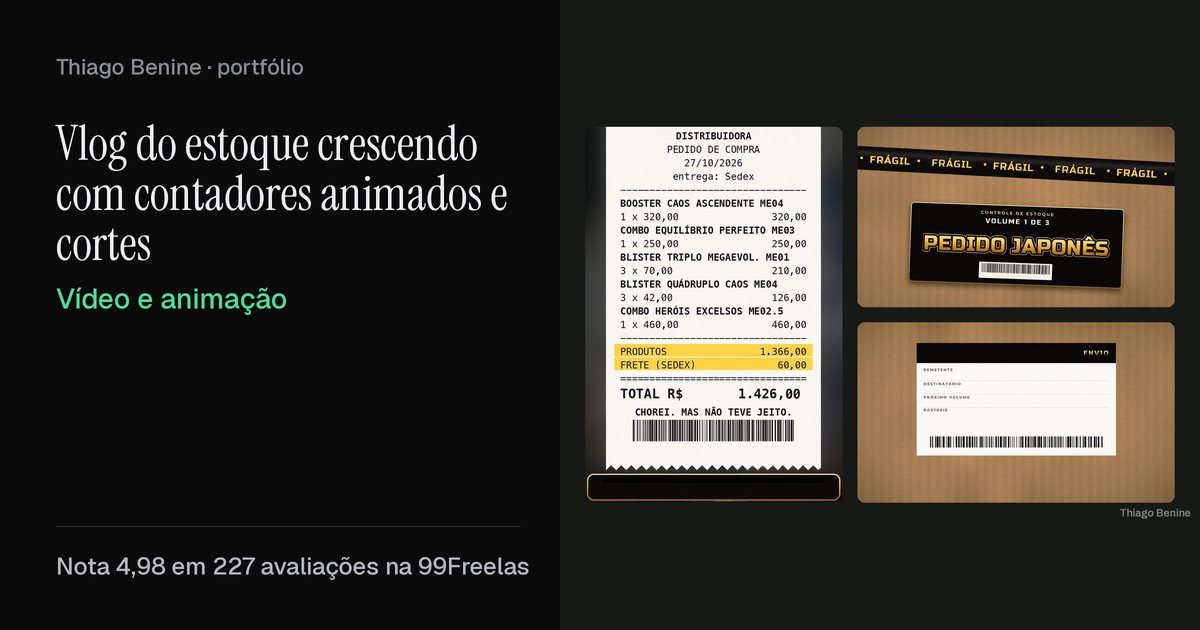 Thiago Benine · portfólio
Vlog do estoque crescendo
com contadores animados e
cortes
Vídeo e animação
Nota 4,98 em 227 avaliações na 99Freelas
DISTRIBUIDORA
PEDIDO DE COMPRA
27/10/2026
entrega: Sedex
BOOSTER CAOS ASCENDENTE ME04
1 x 320,00 320,00
COMBO EQUILÍBRIO PERFEITO ME03
1 x 250,00 250,00
BLISTER TRIPLO MEGAEVOL. ME01
3 x 70,00 210,00
BLISTER QUÁDRUPLO CAOS ME04
3 x 42,00 126,00
COMBO HERÓIS EXCELSOS ME02.5
1 x 460,00 460,00
PRODUTOS 1.366,00
FRETE (SEDEX) 60,00
TOTAL R$ 1.426,00
CHOREI. MAS NÃO TEVE JEITO.
• FRÁGIL • FRÁGIL • FRÁGIL • FRÁGIL • FRÁGIL •
CONTROLE DE ESTOQUE
VOLUME 1 DE 3
PEDIDO JAPONÊS
ENVIO
REMETENTE
DESTINATÁRIO
PRÓXIMO VOLUME
RASTREIO
Thiago Benine